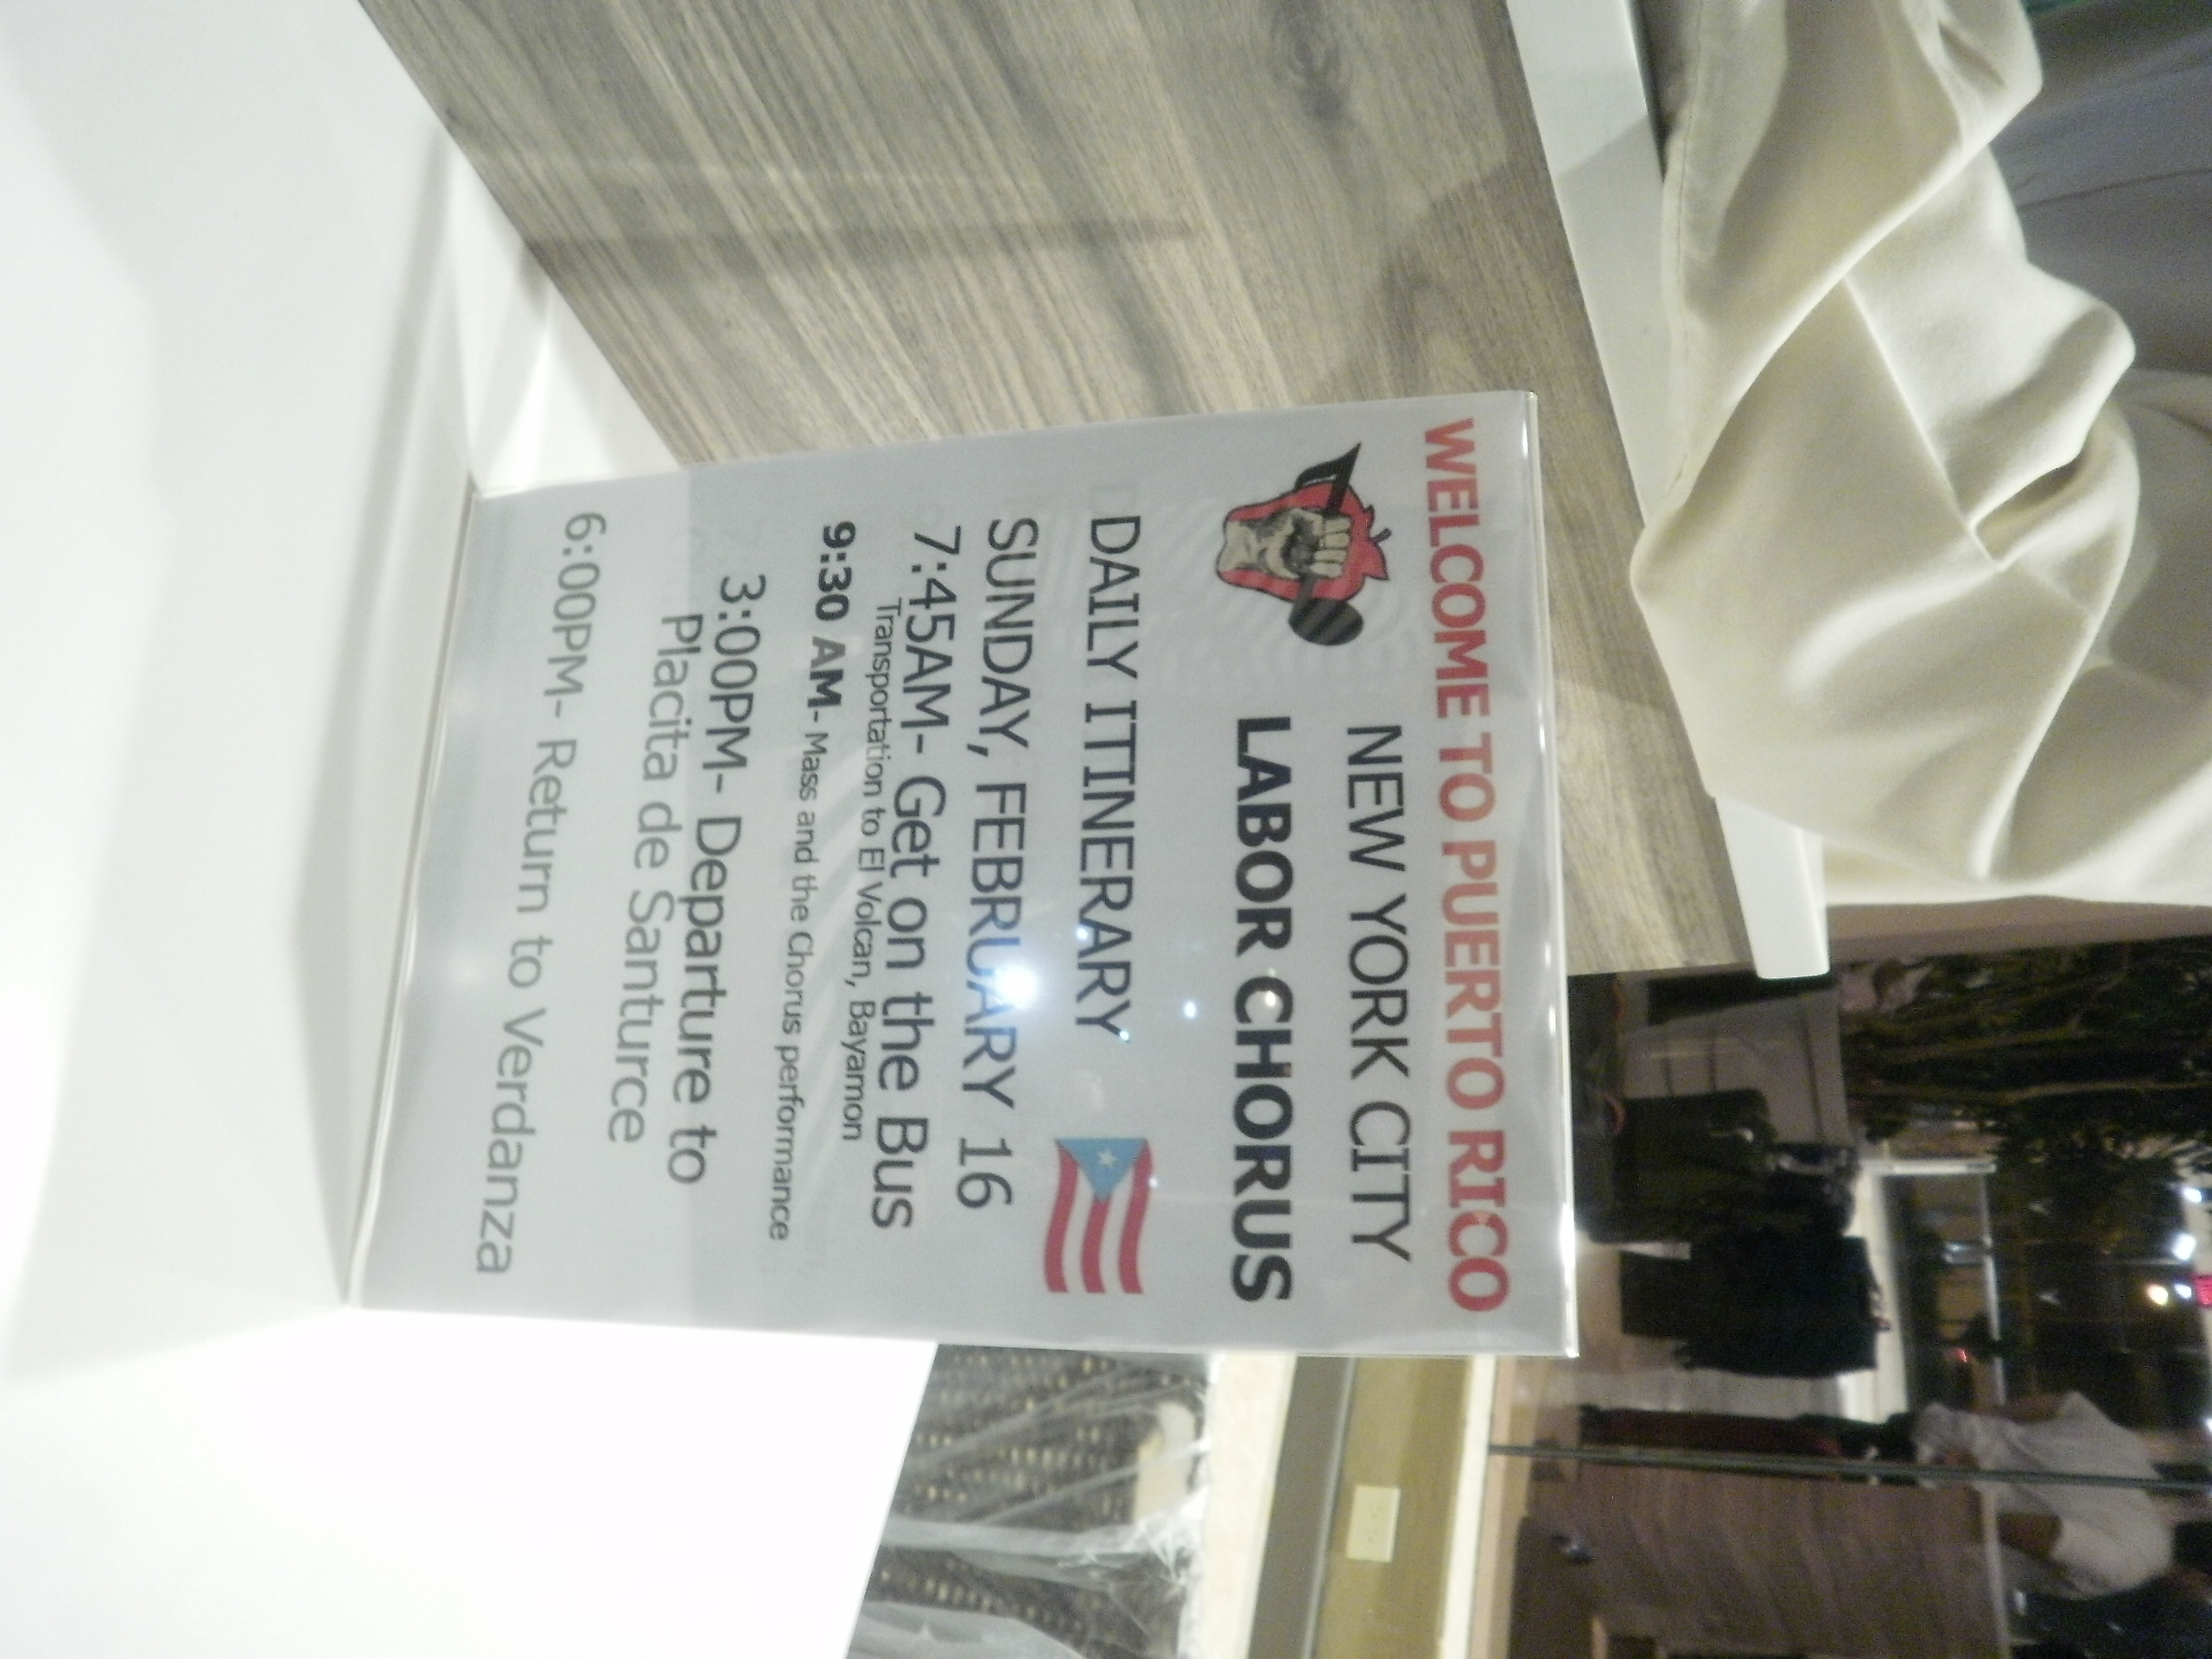 WELCOME TO PUERTO RICO
NEW YORK CITY
LABOR CHORUS
DAILY ITINERARY
SUNDAY, FEBRUARY 16
7:45AM- Get on the Bus
Transportation to El Volcan, Bayamon
9:30 AM- Mass and the Chorus performance
3:00PM- Departure to
Placita de Santurce
6:00PM- Return to Verdanza